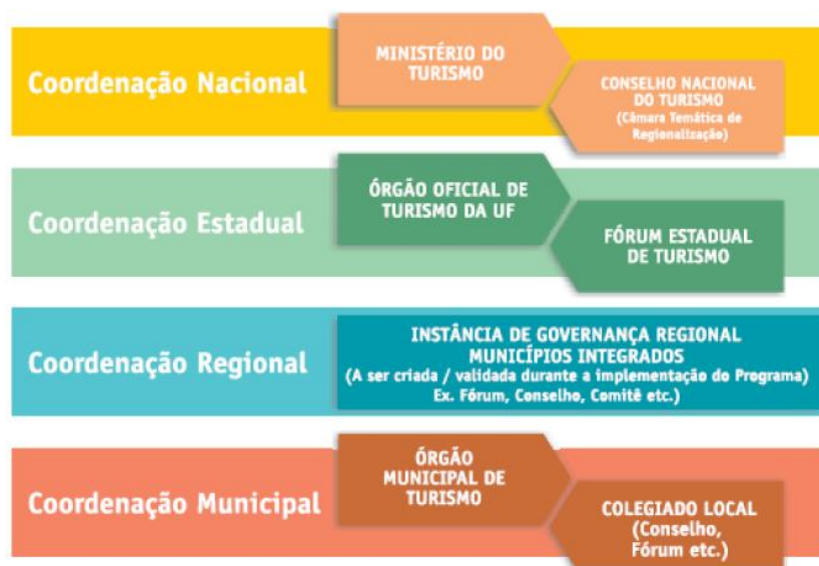 Coordenação Nacional
MINISTÉRIO DO
TURISMO
CONSELHO NACIONAL
DO TURISMO
(Câmara Temática de
Regionalização)
Coordenação Estadual
ÓRGÃO OFICIAL DE
TURISMO DA UF
FÓRUM ESTADUAL
DE TURISMO
Coordenação Regional
INSTÂNCIA DE GOVERNANÇA REGIONAL
MUNICÍPIOS INTEGRADOS
(A ser criada / validada durante a implementação do Programa)
Ex. Fórum, Conselho, Comitê etc.)
Coordenação Municipal
ÓRGÃO
MUNICIPAL DE
TURISMO
COLEGIADO LOCAL
(Conselho,
Fórum etc.)